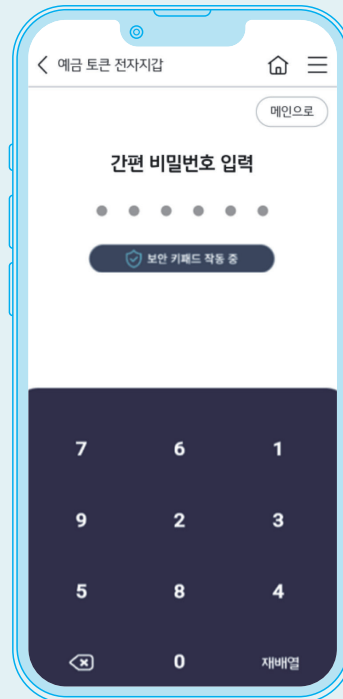 예금 토큰 전자지갑
메인으로
간편 비밀번호 입력
보안 키패드 작동 중
7 6 1
9 2 3
5 8 4
0 재배열